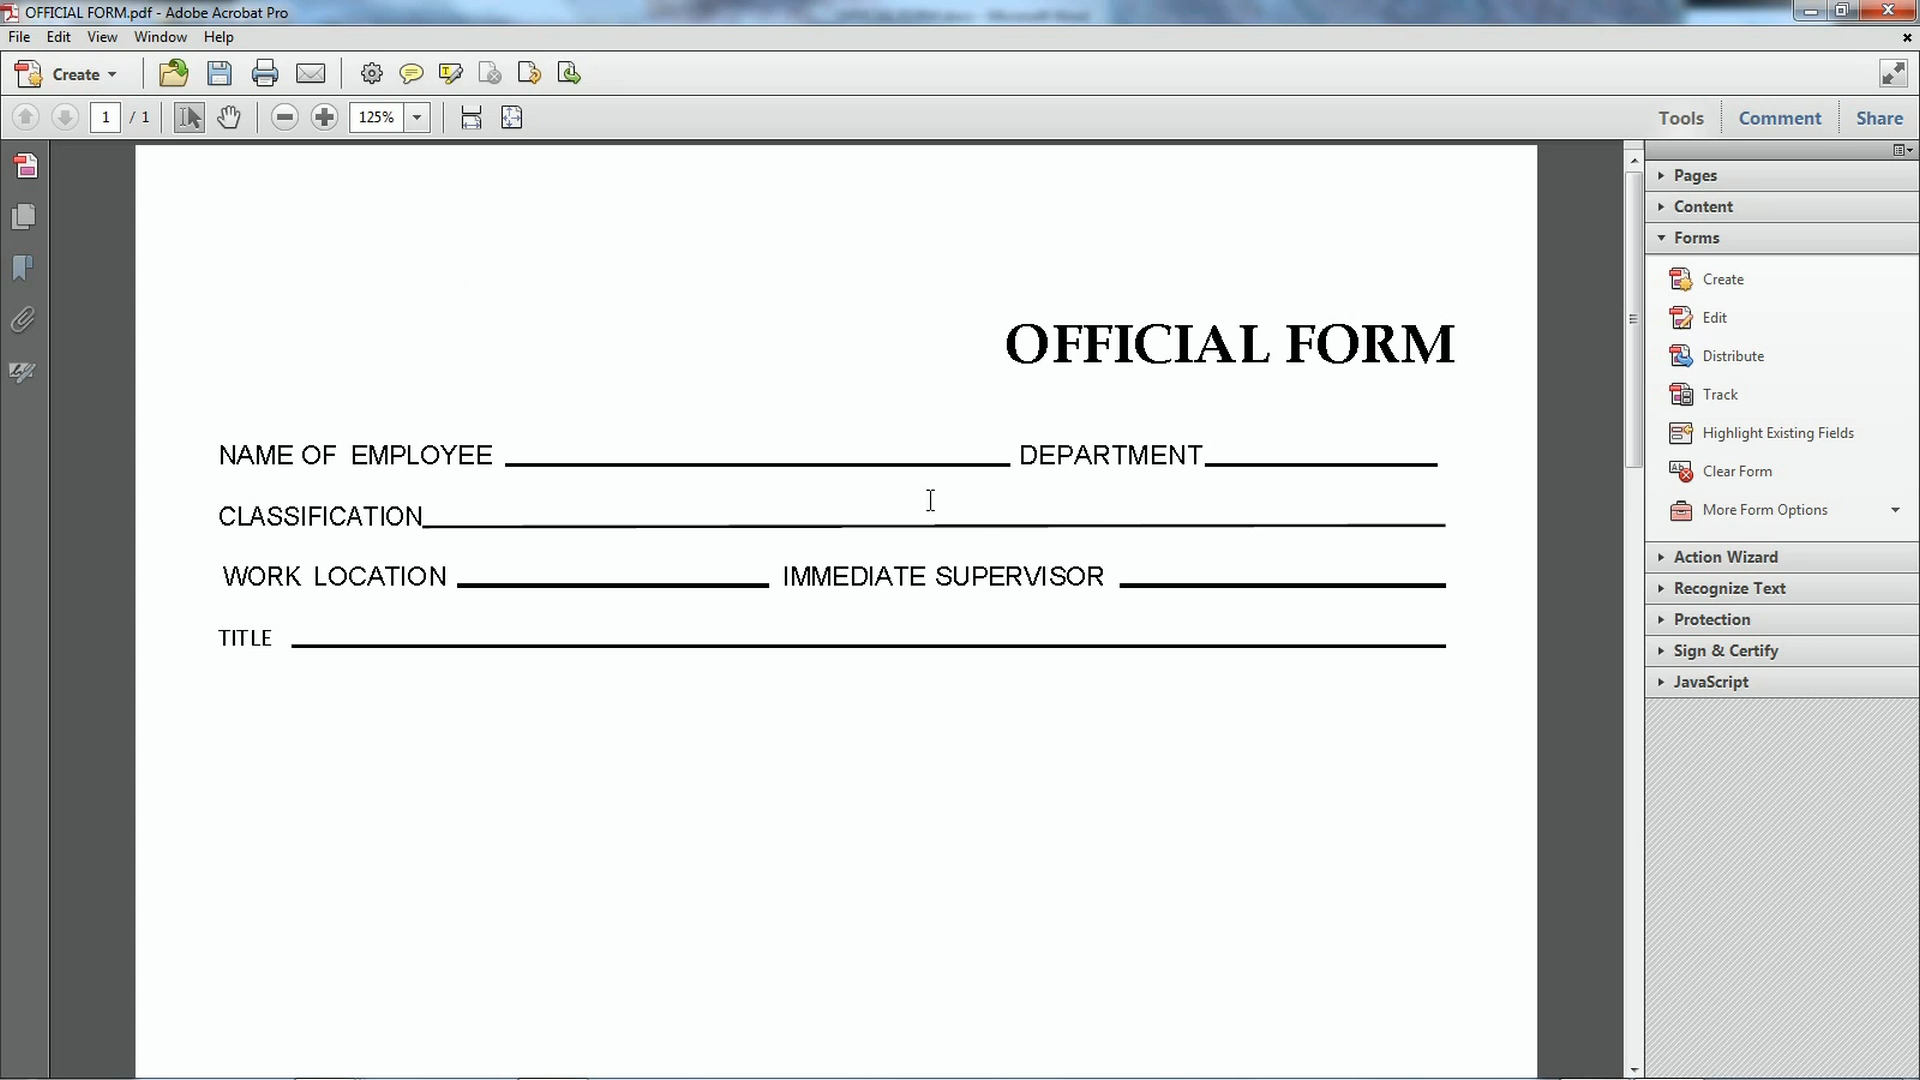 OFFICIAL FORM.pdf - Adobe Acrobat Pro
File Edit View Window Help
Create
1 / 1 125% Tools Comment Share
Pages
Content
Forms
Create
Edit
Distribute
Track
Highlight Existing Fields
Clear Form
More Form Options
Action Wizard
Recognize Text
Protection
Sign & Certify
JavaScript
OFFICIAL FORM
NAME OF EMPLOYEE DEPARTMENT
CLASSIFICATION
WORK LOCATION IMMEDIATE SUPERVISOR
TITLE